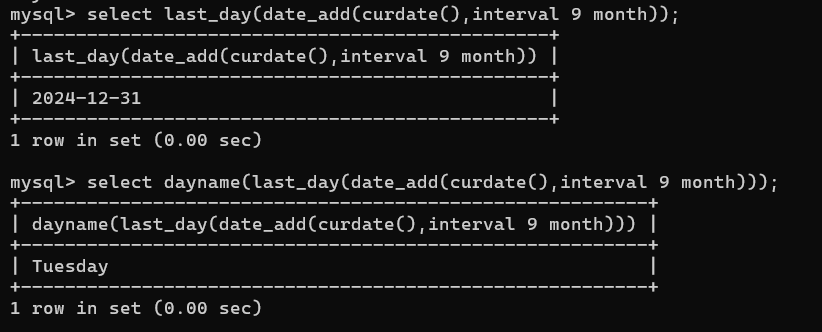 mysql> select last_day(date_add(curdate(),interval 9 month));
+-----------------------------------------------+
| last_day(date_add(curdate(),interval 9 month)) |
+-----------------------------------------------+
| 2024-12-31                                     |
+-----------------------------------------------+
1 row in set (0.00 sec)
mysql> select dayname(last_day(date_add(curdate(),interval 9 month)));
+---------------------------------------------------------+
| dayname(last_day(date_add(curdate(),interval 9 month))) |
+---------------------------------------------------------+
| Tuesday                                                 |
+---------------------------------------------------------+
1 row in set (0.00 sec)